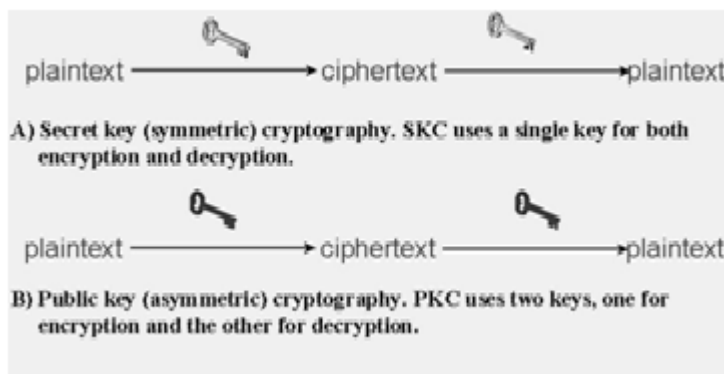 plaintext ciphertext plaintext
A) Secret key (symmetric) cryptography. SKC uses a single key for both
encryption and decryption.
plaintext ciphertext plaintext
B) Public key (asymmetric) cryptography. PKC uses two keys, one for
encryption and the other for decryption.